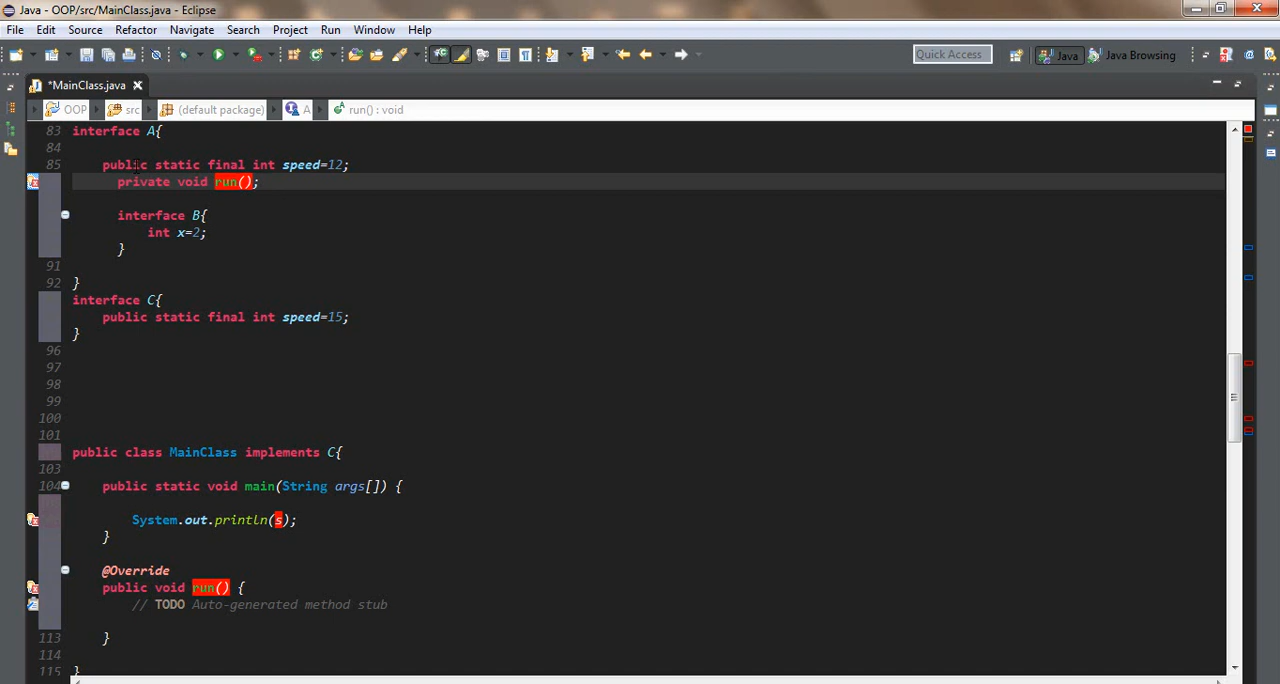 Java - OOP/src/MainClass.java - Eclipse
File Edit Source Refactor Navigate Search Project Run Window Help
Quick Access Java Java Browsing
*MainClass.java
OOP src (default package) A run() : void
83 interface A{
84
85 public static final int speed=12;
private void run();
interface B{
int x=2;
}
91
92 }
interface C{
public static final int speed=15;
}
96
97
98
99
100
101
public class MainClass implements C{
103
104 public static void main(String args[]) {
System.out.println(s);
}
@Override
public void run() {
// TODO Auto-generated method stub
113 }
114
115 }